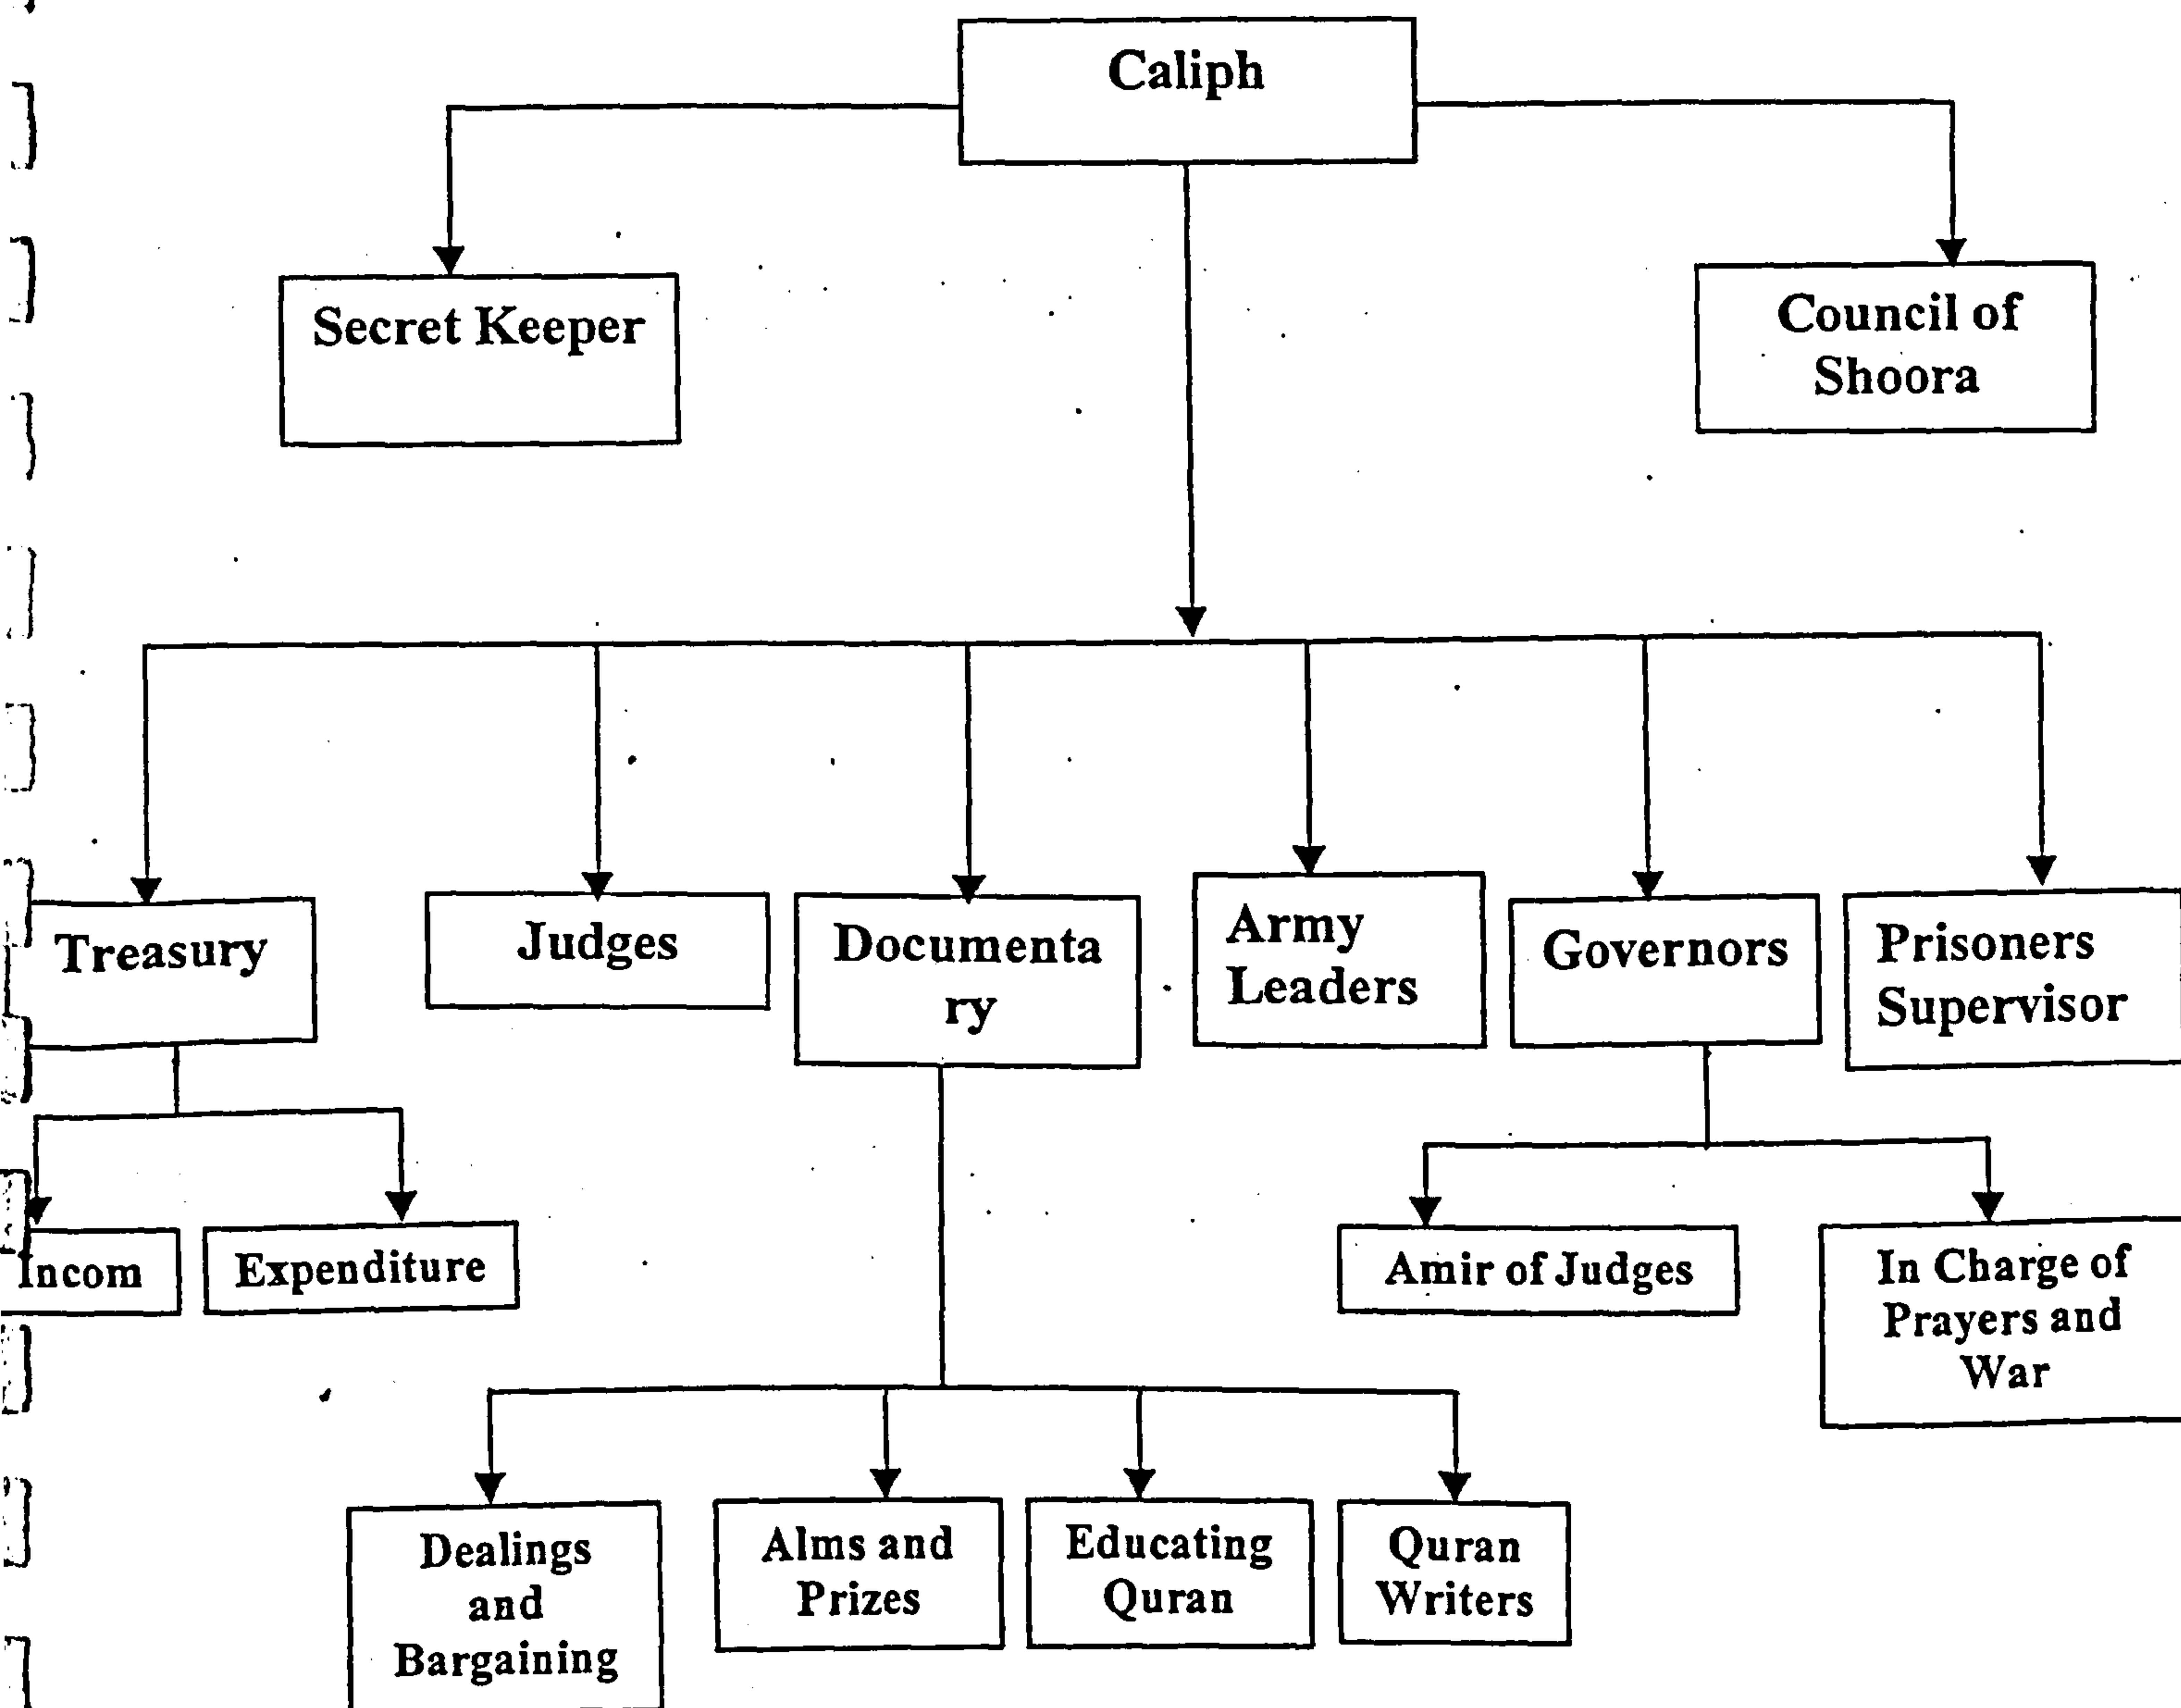 Caliph
Secret Keeper
Council of
Shoora
Treasury
Judges
Documenta
ry
Army
Leaders
Governors
Prisoners
Supervisor
Incom
Expenditure
Amir of Judges
In Charge of
Prayers and
War
Dealings
and
Bargaining
Alms and
Prizes
Educating
Quran
Quran
Writers